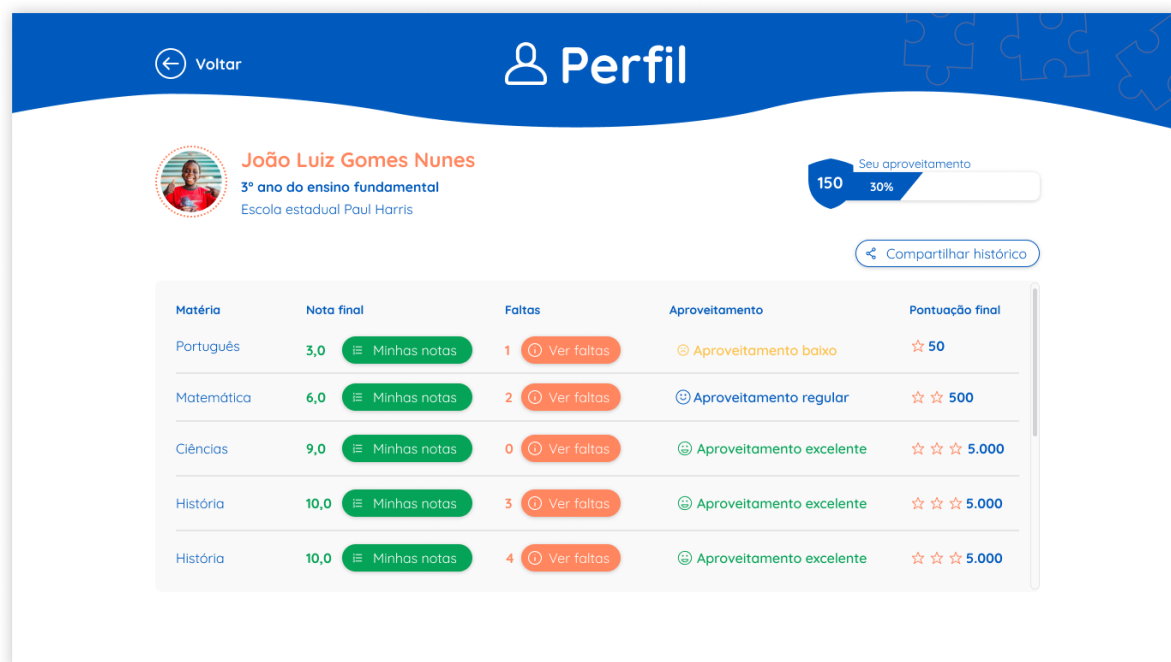 Voltar
Perfil
João Luiz Gomes Nunes
3º ano do ensino fundamental
Escola estadual Paul Harris
Seu aproveitamento
150 30%
Compartilhar histórico
Matéria Nota final Faltas Aproveitamento Pontuação final
Português 3,0 Minhas notas 1 Ver faltas Aproveitamento baixo 50
Matemática 6,0 Minhas notas 2 Ver faltas Aproveitamento regular 500
Ciências 9,0 Minhas notas 0 Ver faltas Aproveitamento excelente 5.000
História 10,0 Minhas notas 3 Ver faltas Aproveitamento excelente 5.000
História 10,0 Minhas notas 4 Ver faltas Aproveitamento excelente 5.000